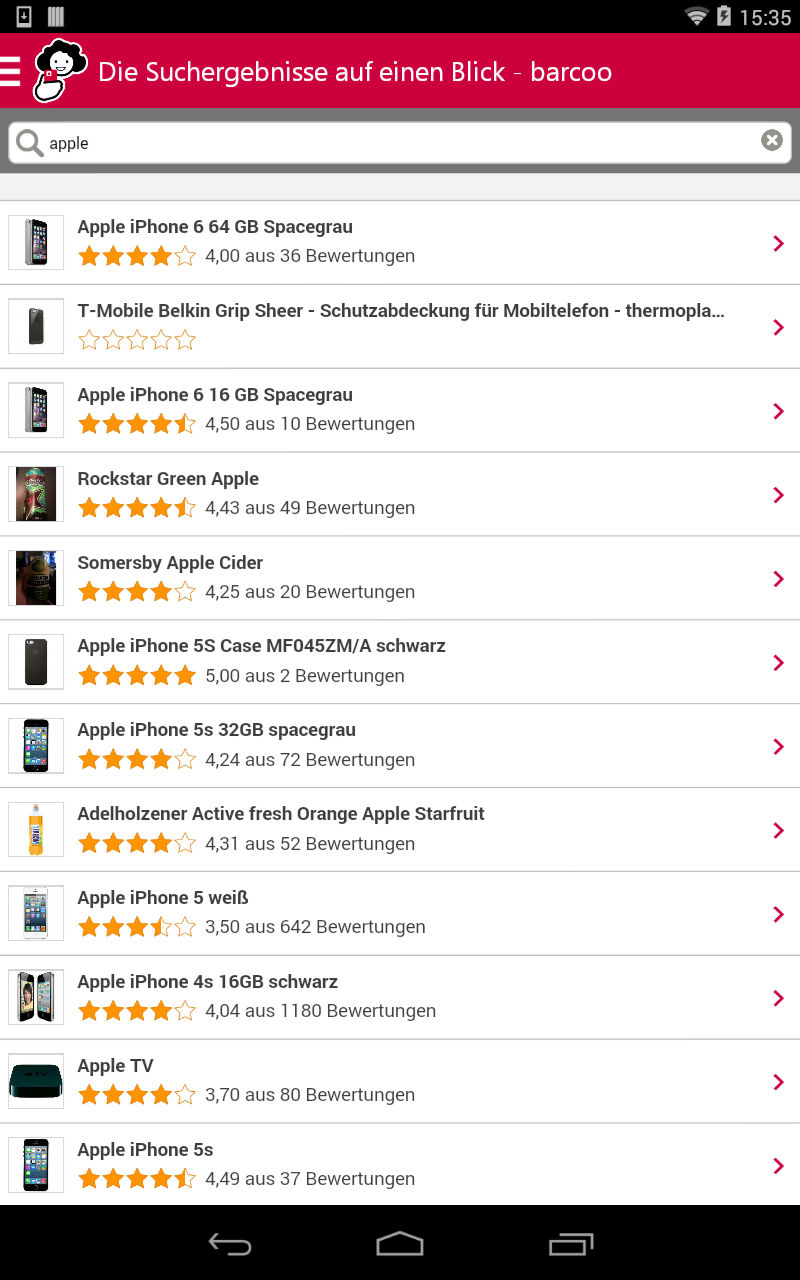 15:35
Die Suchergebnisse auf einen Blick - barcoo
apple
Apple iPhone 6 64 GB Spacegrau
4,00 aus 36 Bewertungen
T-Mobile Belkin Grip Sheer - Schutzabdeckung für Mobiltelefon - thermopla…
Apple iPhone 6 16 GB Spacegrau
4,50 aus 10 Bewertungen
Rockstar Green Apple
4,43 aus 49 Bewertungen
Somersby Apple Cider
4,25 aus 20 Bewertungen
Apple iPhone 5S Case MF045ZM/A schwarz
5,00 aus 2 Bewertungen
Apple iPhone 5s 32GB spacegrau
4,24 aus 72 Bewertungen
Adelholzener Active fresh Orange Apple Starfruit
4,31 aus 52 Bewertungen
Apple iPhone 5 weiß
3,50 aus 642 Bewertungen
Apple iPhone 4s 16GB schwarz
4,04 aus 1180 Bewertungen
Apple TV
3,70 aus 80 Bewertungen
Apple iPhone 5s
4,49 aus 37 Bewertungen